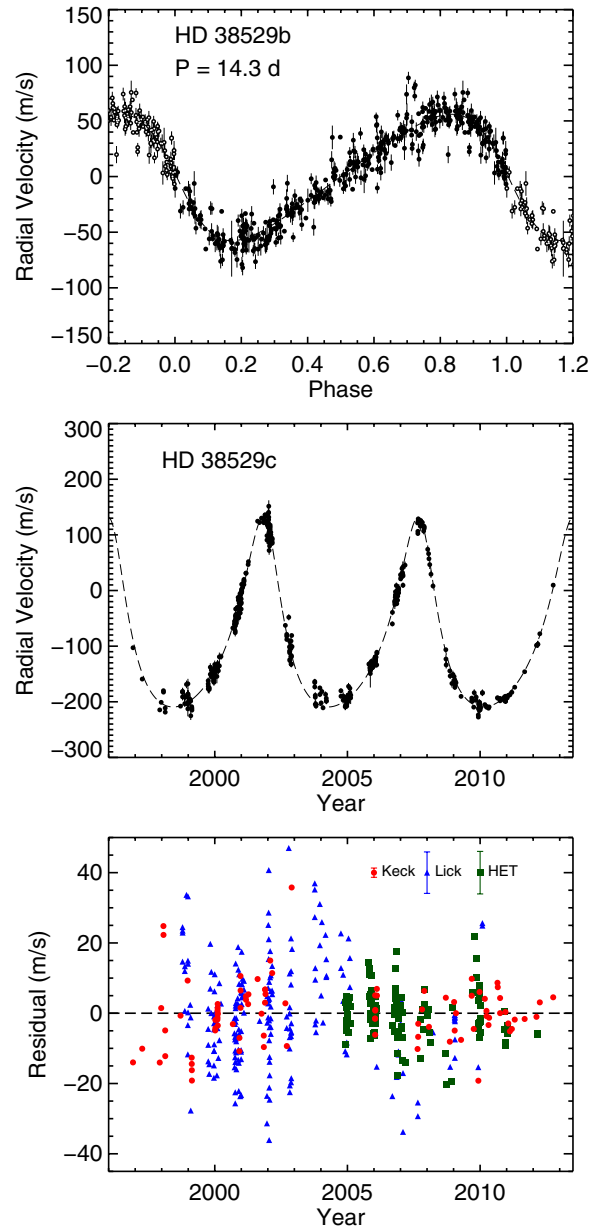 HD 38529b
P = 14.3 d
Radial Velocity (m/s)
150
100
50
0
−50
−100
−150
−0.2 0.0 0.2 0.4 0.6 0.8 1.0 1.2
Phase
HD 38529c
Radial Velocity (m/s)
300
200
100
0
−100
−200
−300
2000 2005 2010
Year
Keck Lick HET
Residual (m/s)
40
20
0
−20
−40
2000 2005 2010
Year